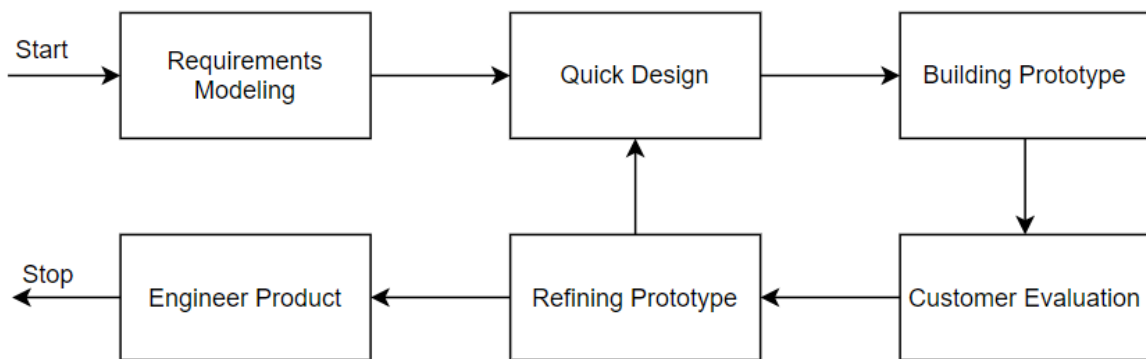 Start
Requirements
Modeling
Quick Design
Building Prototype
Stop
Engineer Product
Refining Prototype
Customer Evaluation